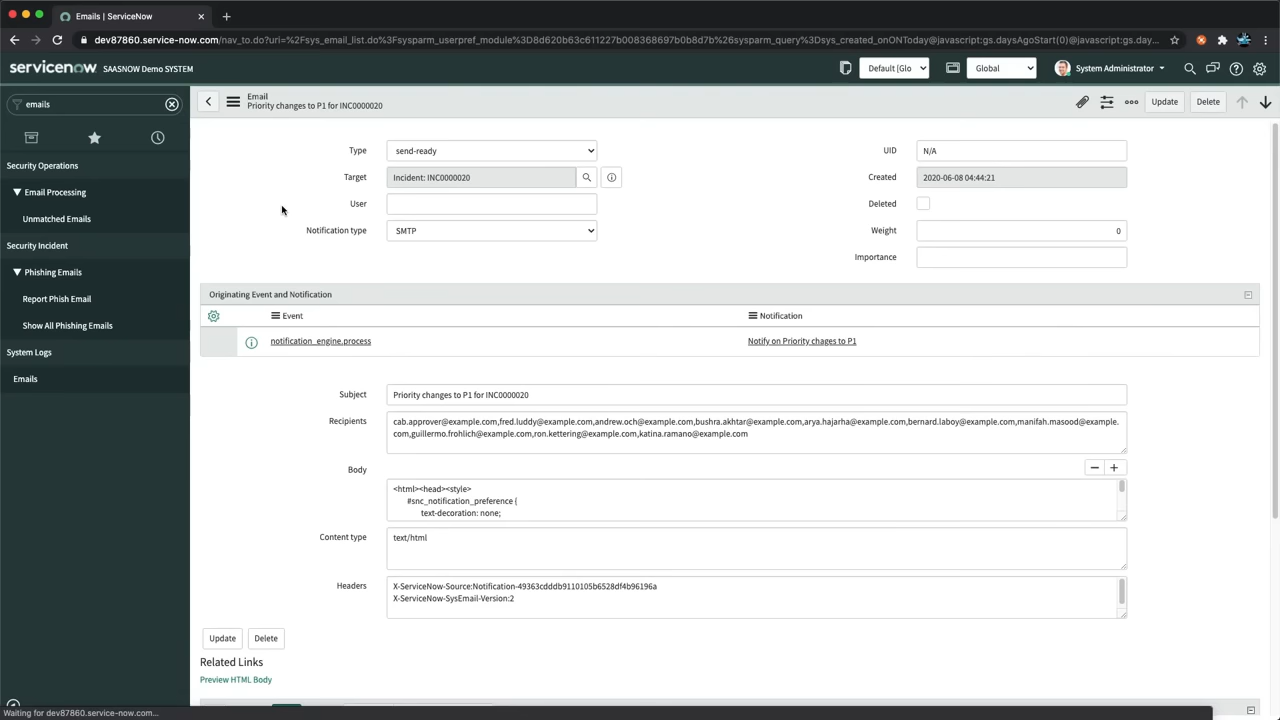 Emails | ServiceNow
dev87860.service-now.com/nav_to.do?uri=%2Fsys_email_list.do%3Fsysparm_userpref_module%3D8d620b63c611227b008368697b0b8d7b%26sysparm_query%3Dsys_created_onONToday@javascript:gs.daysAgoStart(0)@javascript:gs.day...
servicenow SAASNOW Demo SYSTEM
Default [Glo
Global
System Administrator
emails
Security Operations
Email Processing
Unmatched Emails
Security Incident
Phishing Emails
Report Phish Email
Show All Phishing Emails
System Logs
Emails
Email
Priority changes to P1 for INC0000020
Update
Delete
Type
send-ready
Target
Incident: INC0000020
User
Notification type
SMTP
UID
N/A
Created
2020-06-08 04:44:21
Deleted
Weight
0
Importance
Originating Event and Notification
Event
Notification
notification_engine.process
Notify on Priority chages to P1
Subject
Priority changes to P1 for INC0000020
Recipients
cab.approver@example.com,fred.luddy@example.com,andrew.och@example.com,bushra.akhtar@example.com,arya.hajarha@example.com,bernard.laboy@example.com,manifah.masood@example.
com,guillermo.frohlich@example.com,ron.kettering@example.com,katina.ramano@example.com
Body
<html><head><style>
#snc_notification_preference {
text-decoration: none;
Content type
text/html
Headers
X-ServiceNow-Source:Notification-49363cdddb9110105b6528df4b96196a
X-ServiceNow-SysEmail-Version:2
Update
Delete
Related Links
Preview HTML Body
Waiting for dev87860.service-now.com...